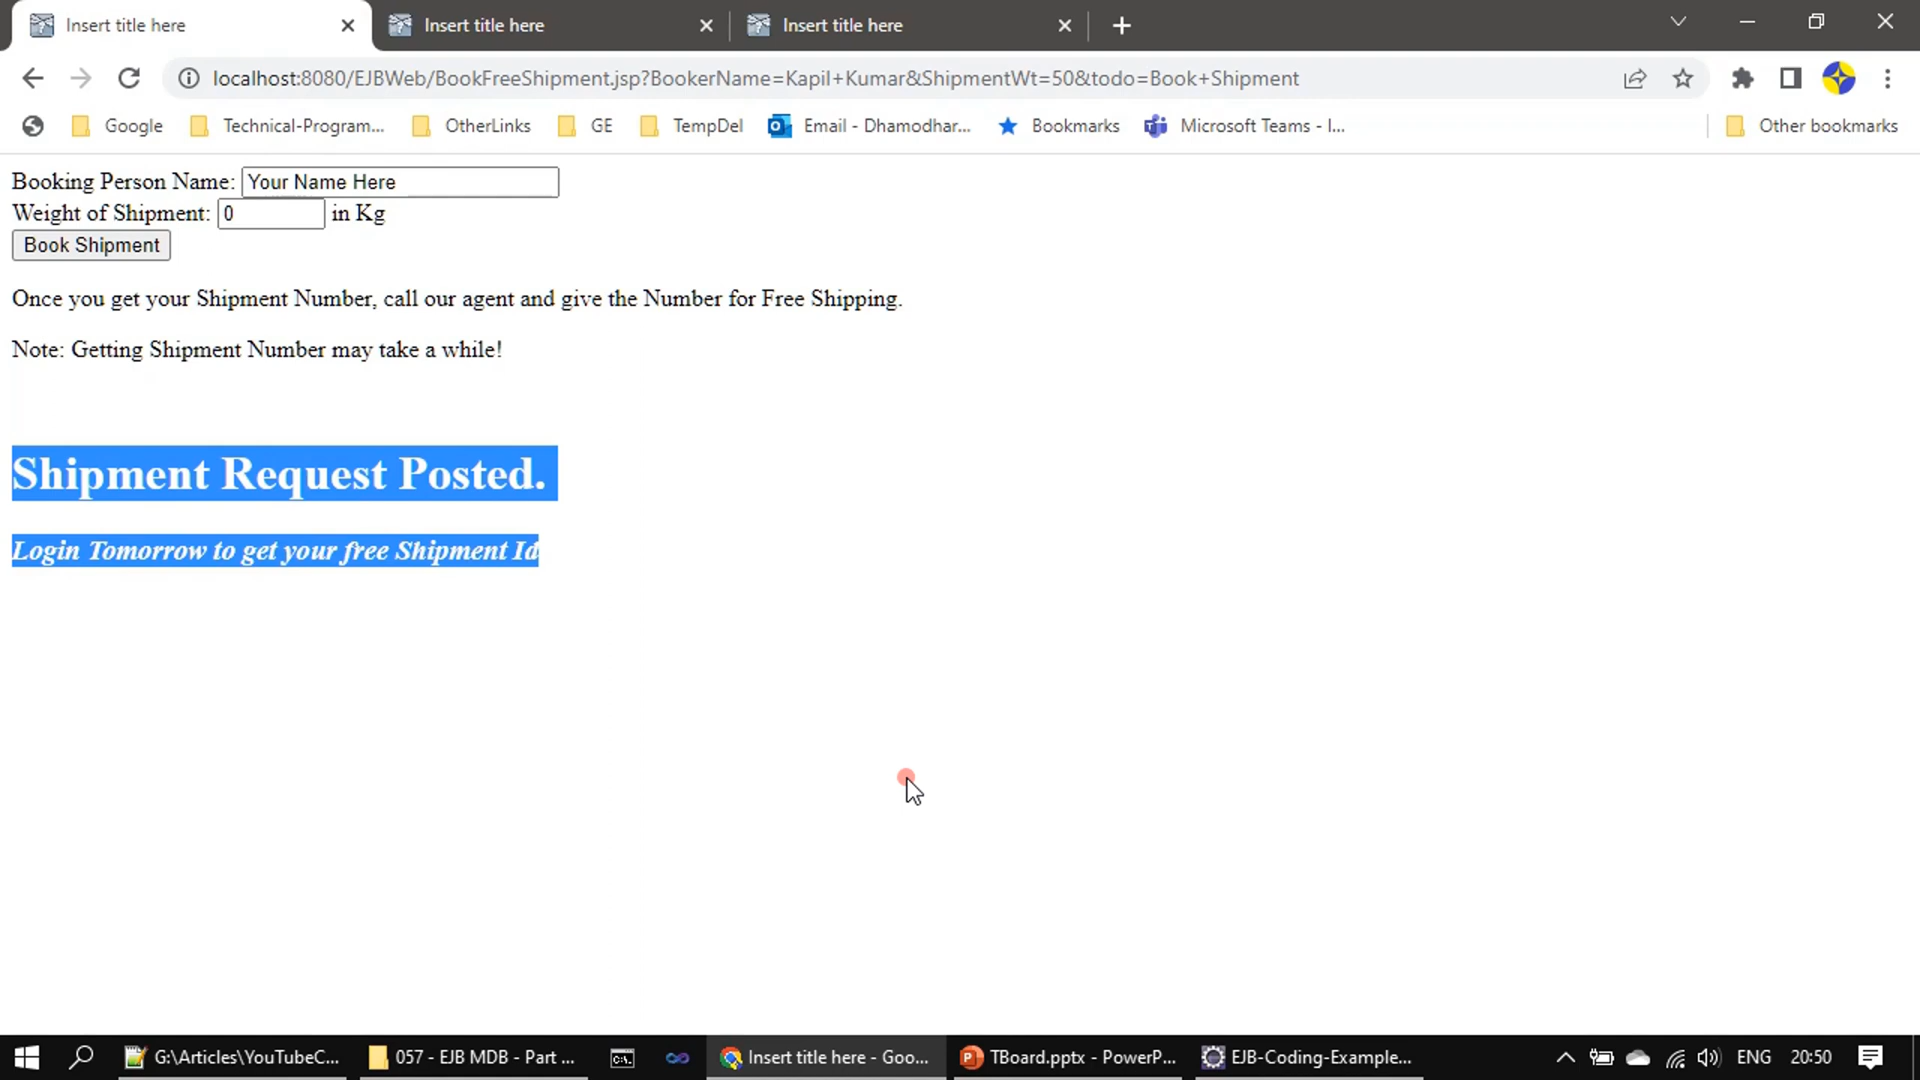 Insert title here
Insert title here
Insert title here
localhost:8080/EJBWeb/BookFreeShipment.jsp?BookerName=Kapil+Kumar&ShipmentWt=50&todo=Book+Shipment
Google
Technical-Program...
OtherLinks
GE
TempDel
Email - Dhamodhar...
Bookmarks
Microsoft Teams - I...
Other bookmarks
Booking Person Name: Your Name Here
Weight of Shipment: 0 in Kg
Book Shipment
Once you get your Shipment Number, call our agent and give the Number for Free Shipping.
Note: Getting Shipment Number may take a while!
Shipment Request Posted.
Login Tomorrow to get your free Shipment Id
G:\Articles\YouTubeC...
057 - EJB MDB - Part ...
Insert title here - Goo...
TBoard.pptx - PowerP...
EJB-Coding-Example...
ENG
20:50